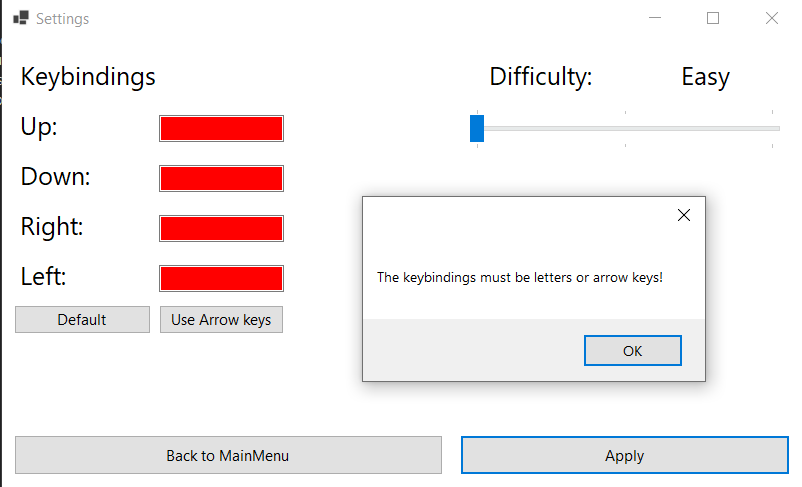 Settings
Keybindings
Difficulty: Easy
Up:
Down:
Right:
Left:
The keybindings must be letters or arrow keys!
OK
Default
Use Arrow keys
Back to MainMenu
Apply